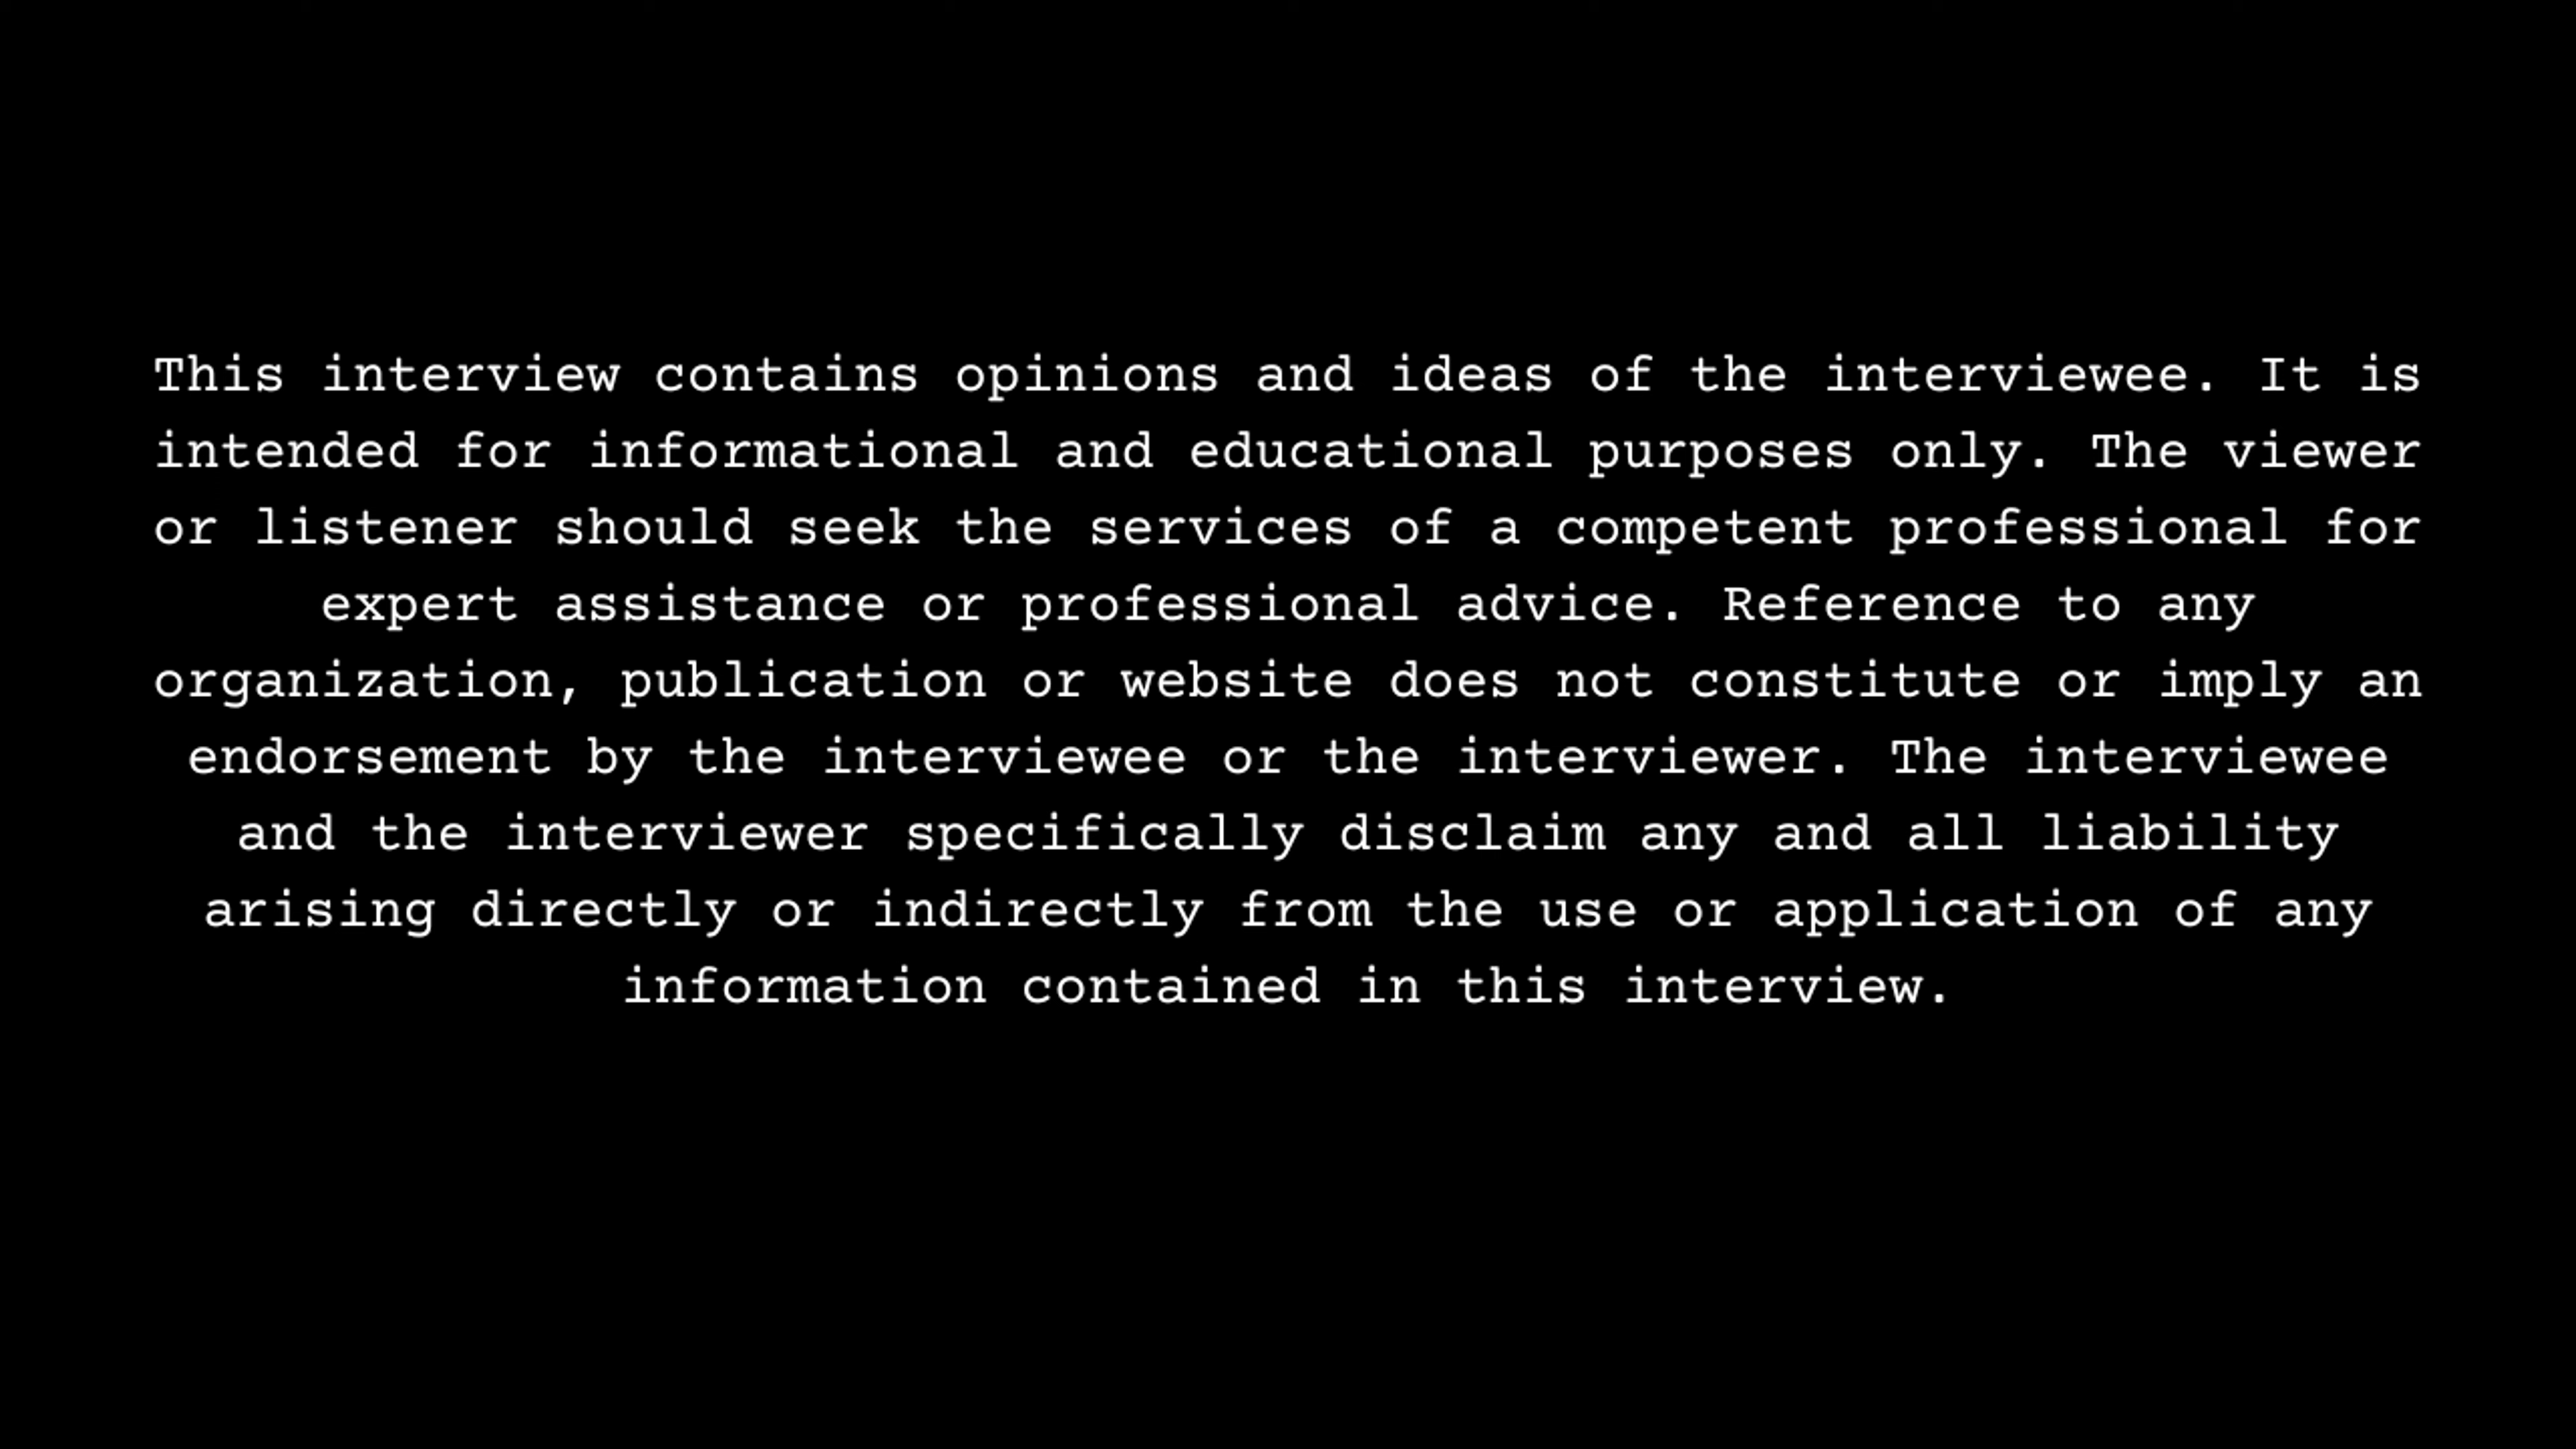 This interview contains opinions and ideas of the interviewee. It is
intended for informational and educational purposes only. The viewer
or listener should seek the services of a competent professional for
expert assistance or professional advice. Reference to any
organization, publication or website does not constitute or imply an
endorsement by the interviewee or the interviewer. The interviewee
and the interviewer specifically disclaim any and all liability
arising directly or indirectly from the use or application of any
information contained in this interview.